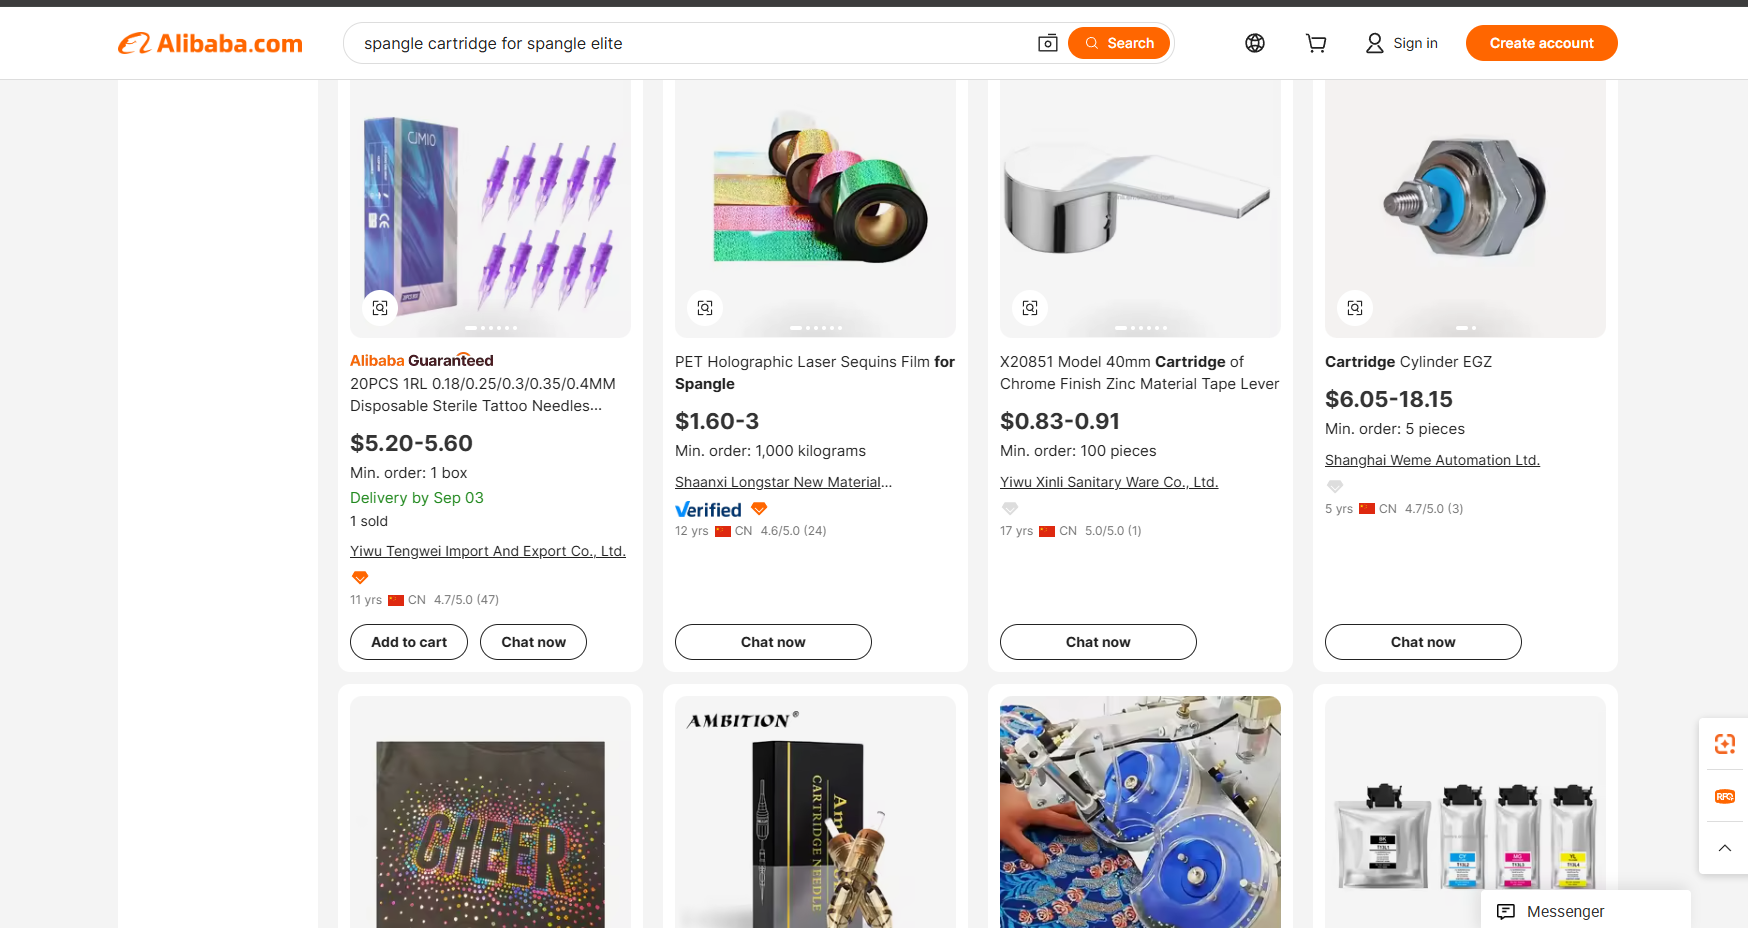 Alibaba.com
spangle cartridge for spangle elite
Search
Sign in
Create account
CiMIO
Alibaba Guaranteed
20PCS 1RL 0.18/0.25/0.3/0.35/0.4MM
Disposable Sterile Tattoo Needles...
$5.20-5.60
Min. order: 1 box
Delivery by Sep 03
1 sold
Yiwu Tengwei Import And Export Co., Ltd.
11 yrs CN 4.7/5.0 (47)
Add to cart
Chat now
PET Holographic Laser Sequins Film for
Spangle
$1.60-3
Min. order: 1,000 kilograms
Shaanxi Longstar New Material...
Verified
12 yrs CN 4.6/5.0 (24)
Chat now
X20851 Model 40mm Cartridge of
Chrome Finish Zinc Material Tape Lever
$0.83-0.91
Min. order: 100 pieces
Yiwu Xinli Sanitary Ware Co., Ltd.
17 yrs CN 5.0/5.0 (1)
Chat now
Cartridge Cylinder EGZ
$6.05-18.15
Min. order: 5 pieces
Shanghai Weme Automation Ltd.
5 yrs CN 4.7/5.0 (3)
Chat now
CHEER
AMBITION®
CARTRIDGE NEEDLE
BK
CY
MG
YL
RFQ
Messenger